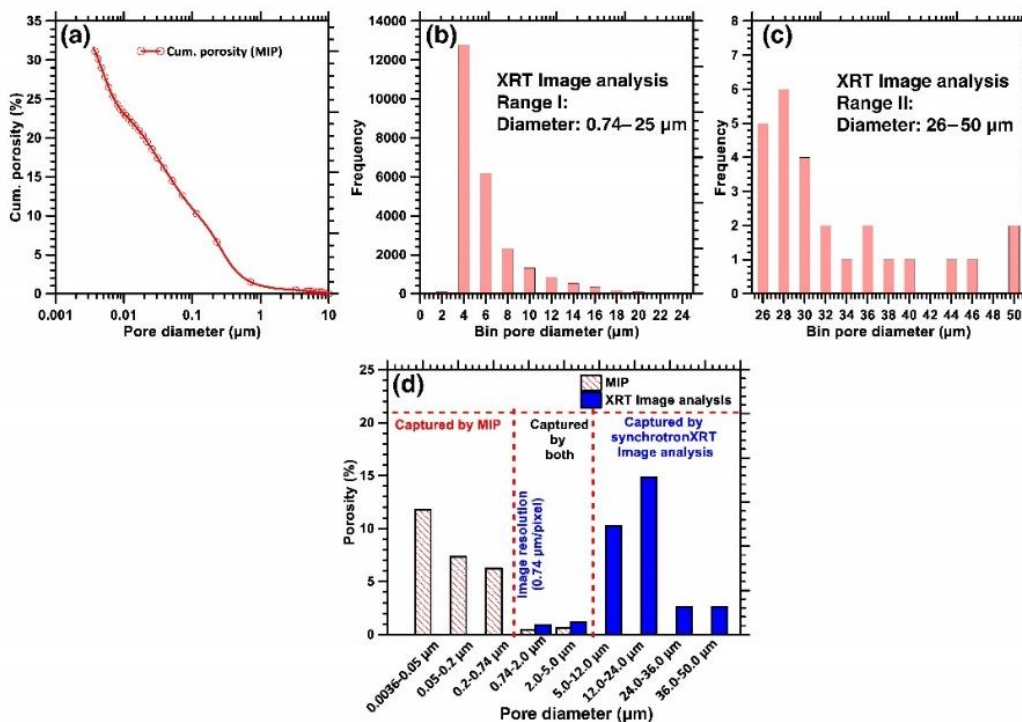 (a)
Cum. porosity (MIP)
Cum. porosity (%)
35
30
25
20
15
10
5
0
0.001
0.01
0.1
1
10
Pore diameter (µm)
(b)
XRT Image analysis
Range I:
Diameter: 0.74–25 µm
Frequency
14000
12000
10000
8000
6000
4000
2000
0
0 2 4 6 8 10 12 14 16 18 20 22 24
Bin pore diameter (µm)
(c)
XRT Image analysis
Range II:
Diameter: 26–50 µm
Frequency
8
7
6
5
4
3
2
1
0
26 28 30 32 34 36 38 40 42 44 46 48 50
Bin pore diameter (µm)
(d)
MIP
XRT Image analysis
Captured by MIP
Captured
by
both
Captured by
synchrotronXRT
Image analysis
Image resolution
(0.74 µm/pixel)
Porosity (%)
25
20
15
10
5
0
0.0036-0.05 µm
0.05-0.2 µm
0.2-0.74 µm
0.74-2.0 µm
2.0-5.0 µm
5.0-12.0 µm
12.0-24.0 µm
24.0-36.0 µm
36.0-50.0 µm
Pore diameter (µm)